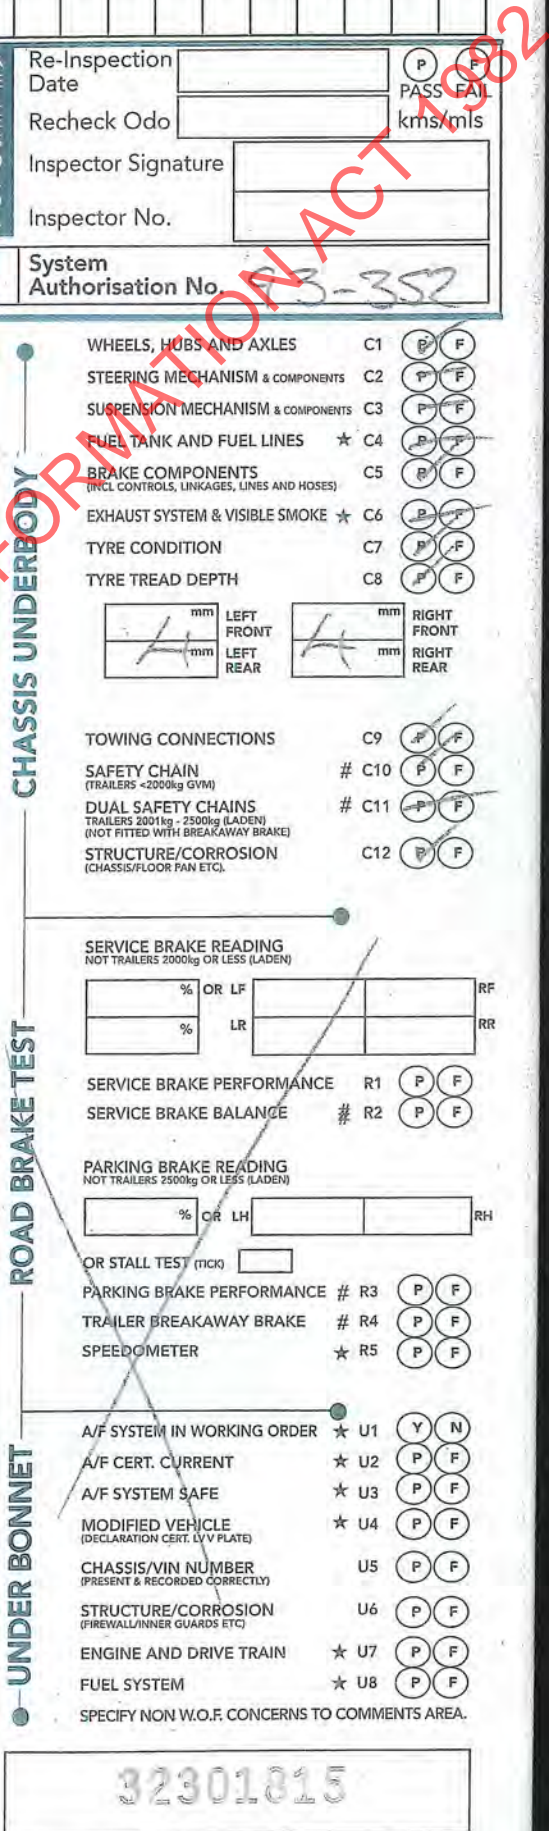 Re-Inspection
Date
P F
PASS FAIL
Recheck Odo
kms/mls
Inspector Signature
Inspector No.
System
Authorisation No. 93-352
FORMATION ACT 1982
CHASSIS UNDERBODY
WHEELS, HUBS AND AXLES C1 P F
STEERING MECHANISM & COMPONENTS C2 P F
SUSPENSION MECHANISM & COMPONENTS C3 P F
FUEL TANK AND FUEL LINES ★ C4 P F
BRAKE COMPONENTS C5 P F
(INCL CONTROLS, LINKAGES, LINES AND HOSES)
EXHAUST SYSTEM & VISIBLE SMOKE ★ C6 P F
TYRE CONDITION C7 P F
TYRE TREAD DEPTH C8 P F
mm LEFT FRONT mm RIGHT FRONT
4 4
mm LEFT REAR mm RIGHT REAR
TOWING CONNECTIONS C9 P F
SAFETY CHAIN # C10 P F
(TRAILERS <2000kg GVM)
DUAL SAFETY CHAINS # C11 P F
TRAILERS 2001kg - 2500kg (LADEN)
(NOT FITTED WITH BREAKAWAY BRAKE)
STRUCTURE/CORROSION C12 P F
(CHASSIS/FLOOR PAN ETC).
ROAD BRAKE TEST
SERVICE BRAKE READING
NOT TRAILERS 2000kg OR LESS (LADEN)
% OR LF RF
% LR RR
SERVICE BRAKE PERFORMANCE R1 P F
SERVICE BRAKE BALANCE # R2 P F
PARKING BRAKE READING
NOT TRAILERS 2500kg OR LESS (LADEN)
% OR LH RH
OR STALL TEST (TICK)
PARKING BRAKE PERFORMANCE # R3 P F
TRAILER BREAKAWAY BRAKE # R4 P F
SPEEDOMETER ★ R5 P F
UNDER BONNET
A/F SYSTEM IN WORKING ORDER ★ U1 Y N
A/F CERT. CURRENT ★ U2 P F
A/F SYSTEM SAFE ★ U3 P F
MODIFIED VEHICLE ★ U4 P F
(DECLARATION CERT. LVV PLATE)
CHASSIS/VIN NUMBER U5 P F
(PRESENT & RECORDED CORRECTLY)
STRUCTURE/CORROSION U6 P F
(FIREWALL/INNER GUARDS ETC)
ENGINE AND DRIVE TRAIN ★ U7 P F
FUEL SYSTEM ★ U8 P F
SPECIFY NON W.O.F. CONCERNS TO COMMENTS AREA.
32301815